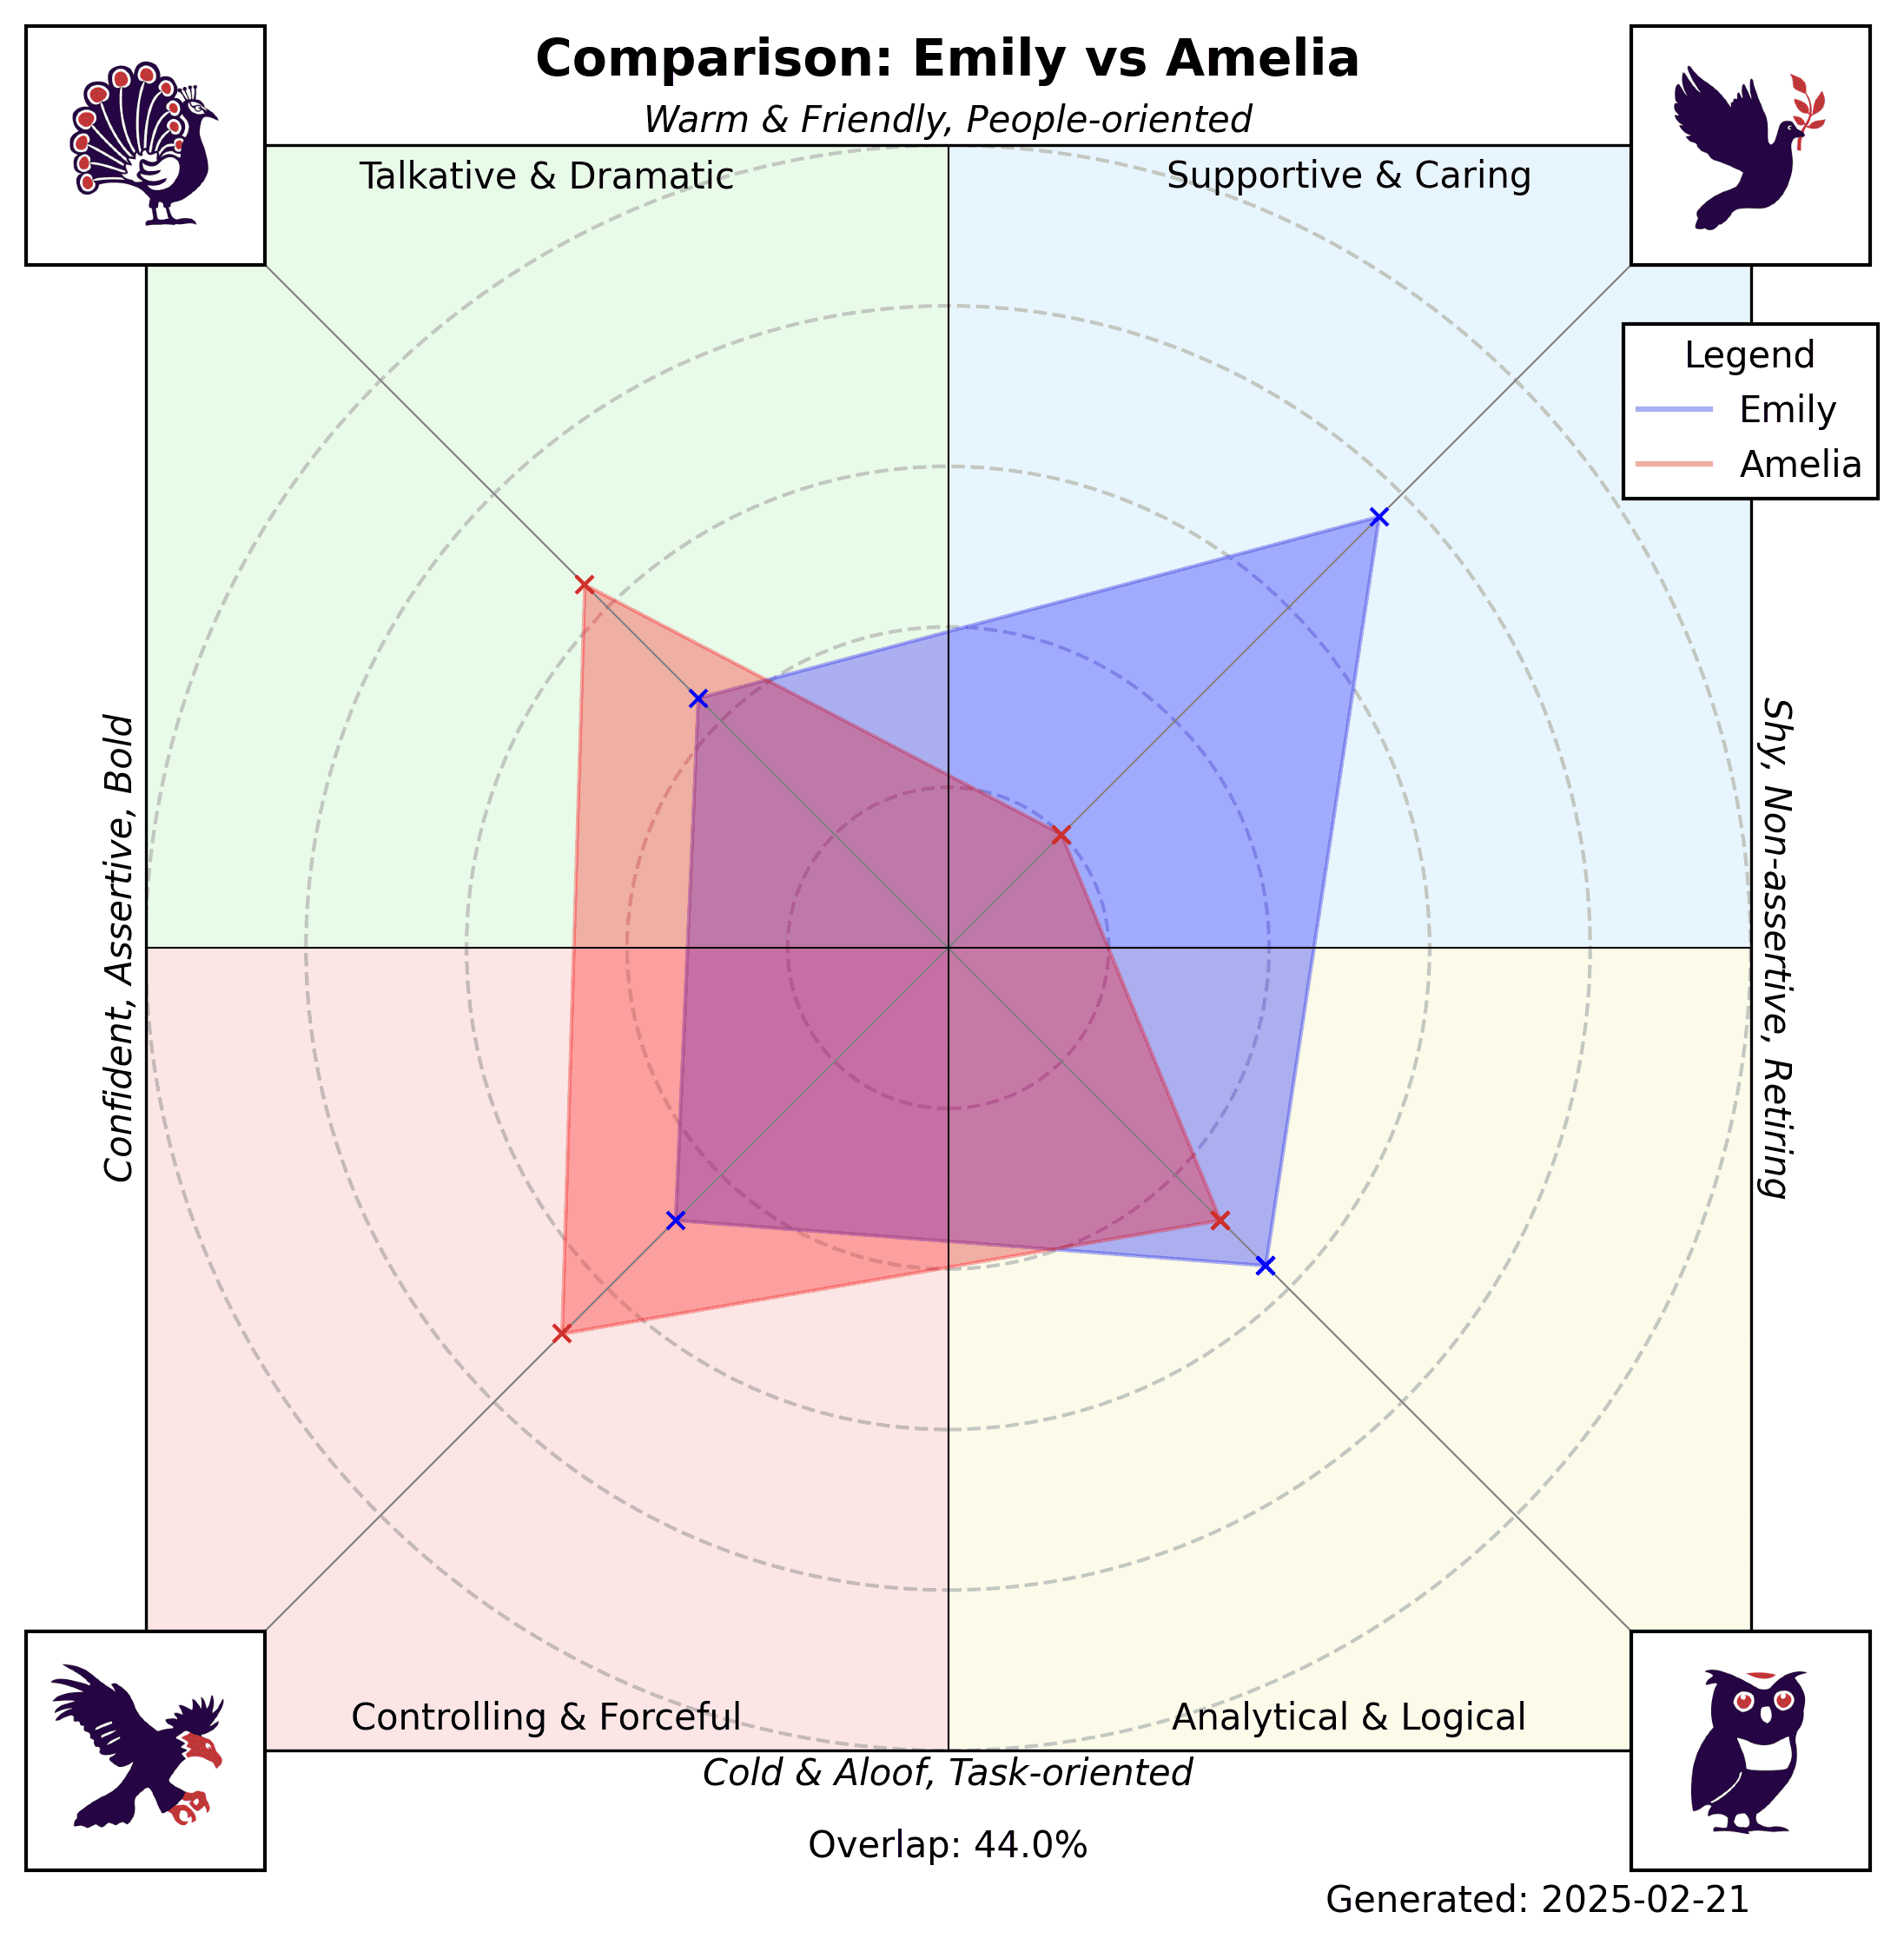 Comparison: Emily vs Amelia
Warm & Friendly, People-oriented
Talkative & Dramatic
Supportive & Caring
Legend
Emily
Amelia
Confident, Assertive, Bold
Shy, Non-assertive, Retiring
Controlling & Forceful
Analytical & Logical
Cold & Aloof, Task-oriented
Overlap: 44.0%
Generated: 2025-02-21